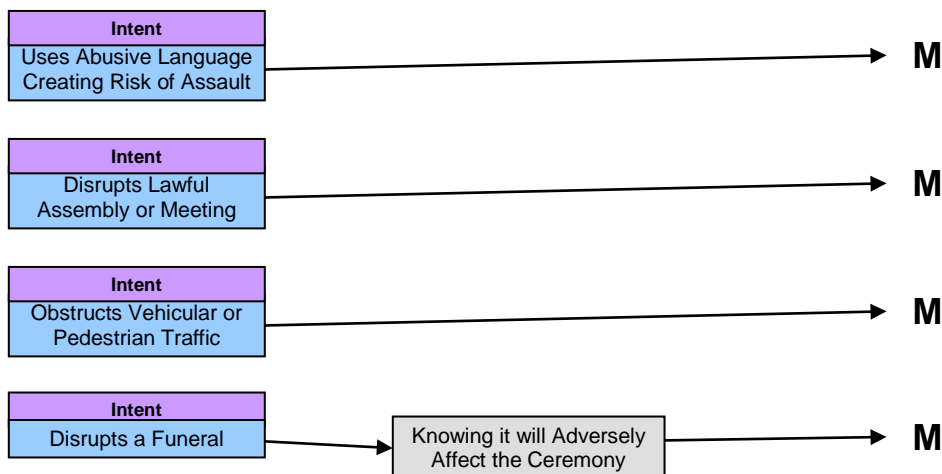 Intent
Uses Abusive Language
Creating Risk of Assault
M
Intent
Disrupts Lawful
Assembly or Meeting
M
Intent
Obstructs Vehicular or
Pedestrian Traffic
M
Intent
Disrupts a Funeral
Knowing it will Adversely
Affect the Ceremony
M